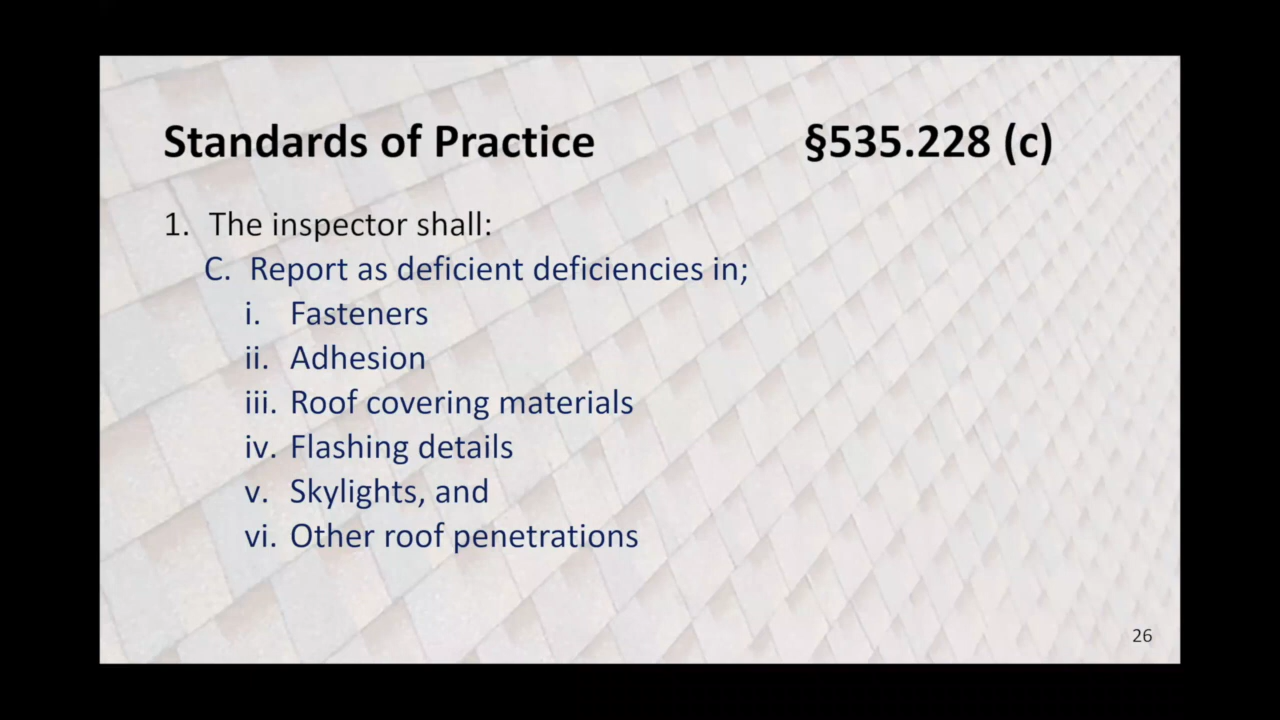 Standards of Practice §535.228 (c)
1. The inspector shall:
C. Report as deficient deficiencies in;
i. Fasteners
ii. Adhesion
iii. Roof covering materials
iv. Flashing details
v. Skylights, and
vi. Other roof penetrations
26